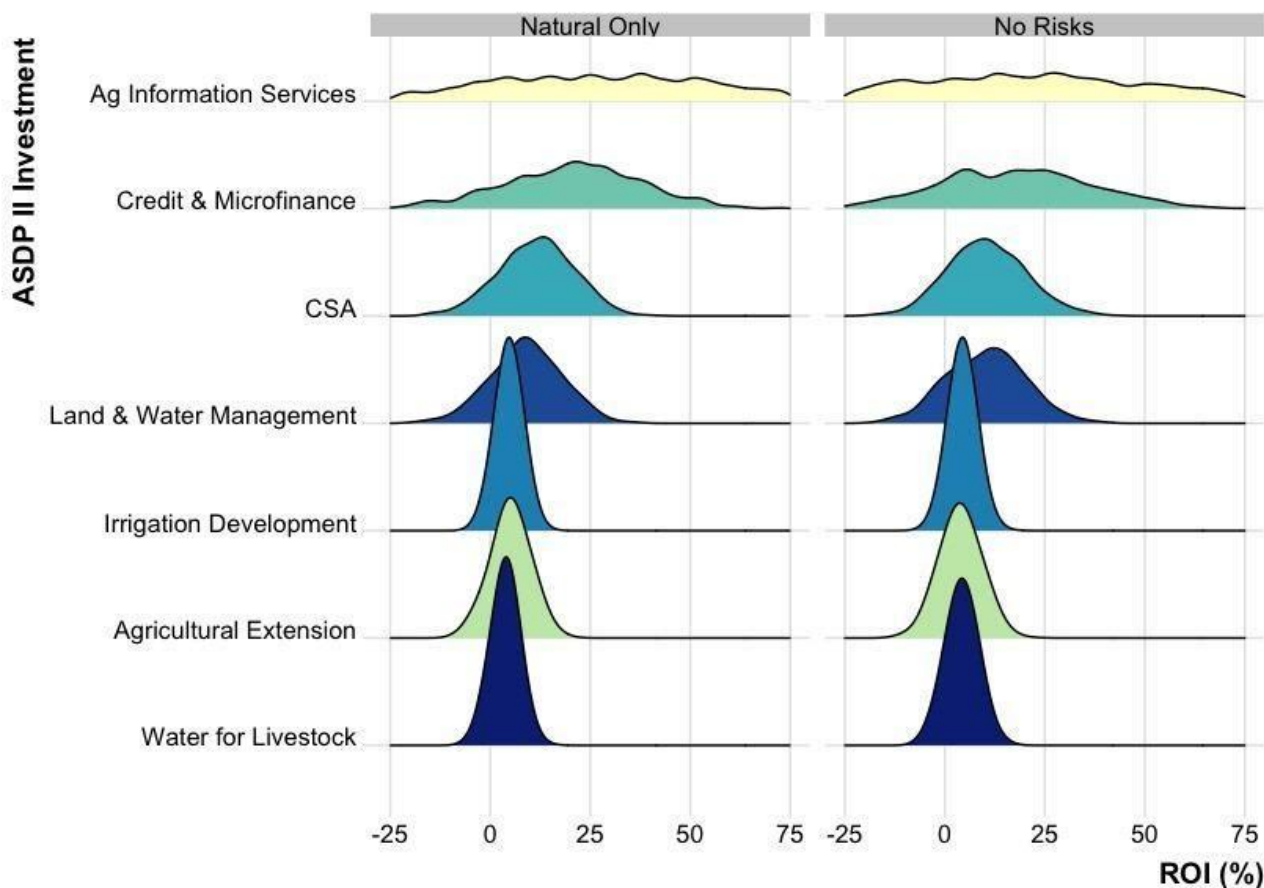 Natural Only
No Risks
ASDP II Investment
Ag Information Services
Credit & Microfinance
CSA
Land & Water Management
Irrigation Development
Agricultural Extension
Water for Livestock
-25 0 25 50 75 -25 0 25 50 75
ROI (%)